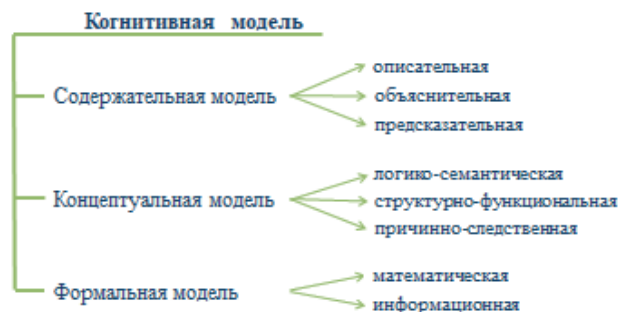 Когнитивная модель
Содержательная модель
описательная
объяснительная
предсказательная
Концептуальная модель
логико-семантическая
структурно-функциональная
причинно-следственная
Формальная модель
математическая
информационная